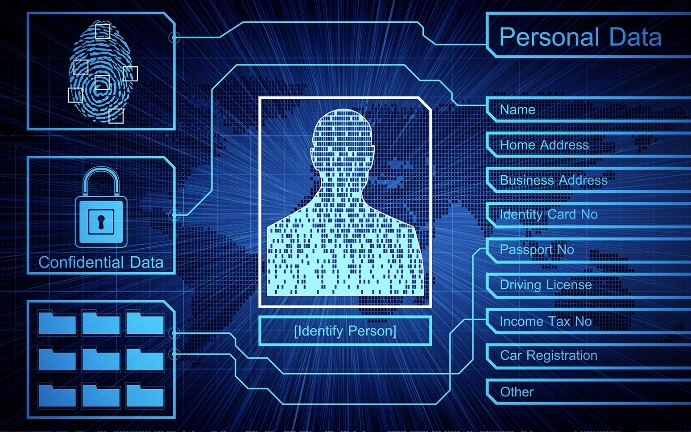 Personal Data
Name
Home Address
Business Address
Identity Card No
Passport No
Driving License
Income Tax No
Car Registration
Other
Confidential Data
[Identify Person]